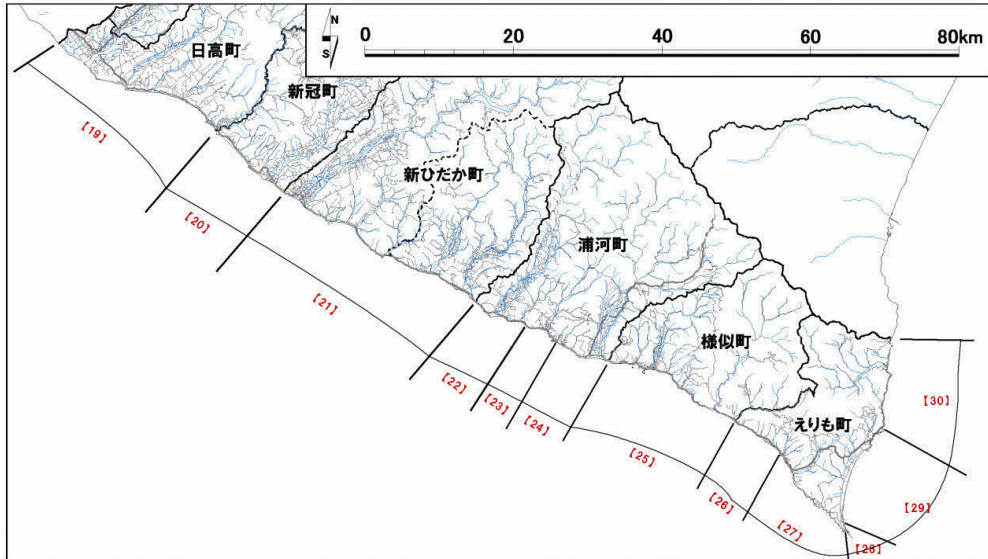 N
S
0 20 40 60 80km
日高町
新冠町
新ひだか町
浦河町
様似町
えりも町
【19】
【20】
【21】
【22】
【23】
【24】
【25】
【26】
【27】
【28】
【29】
【30】